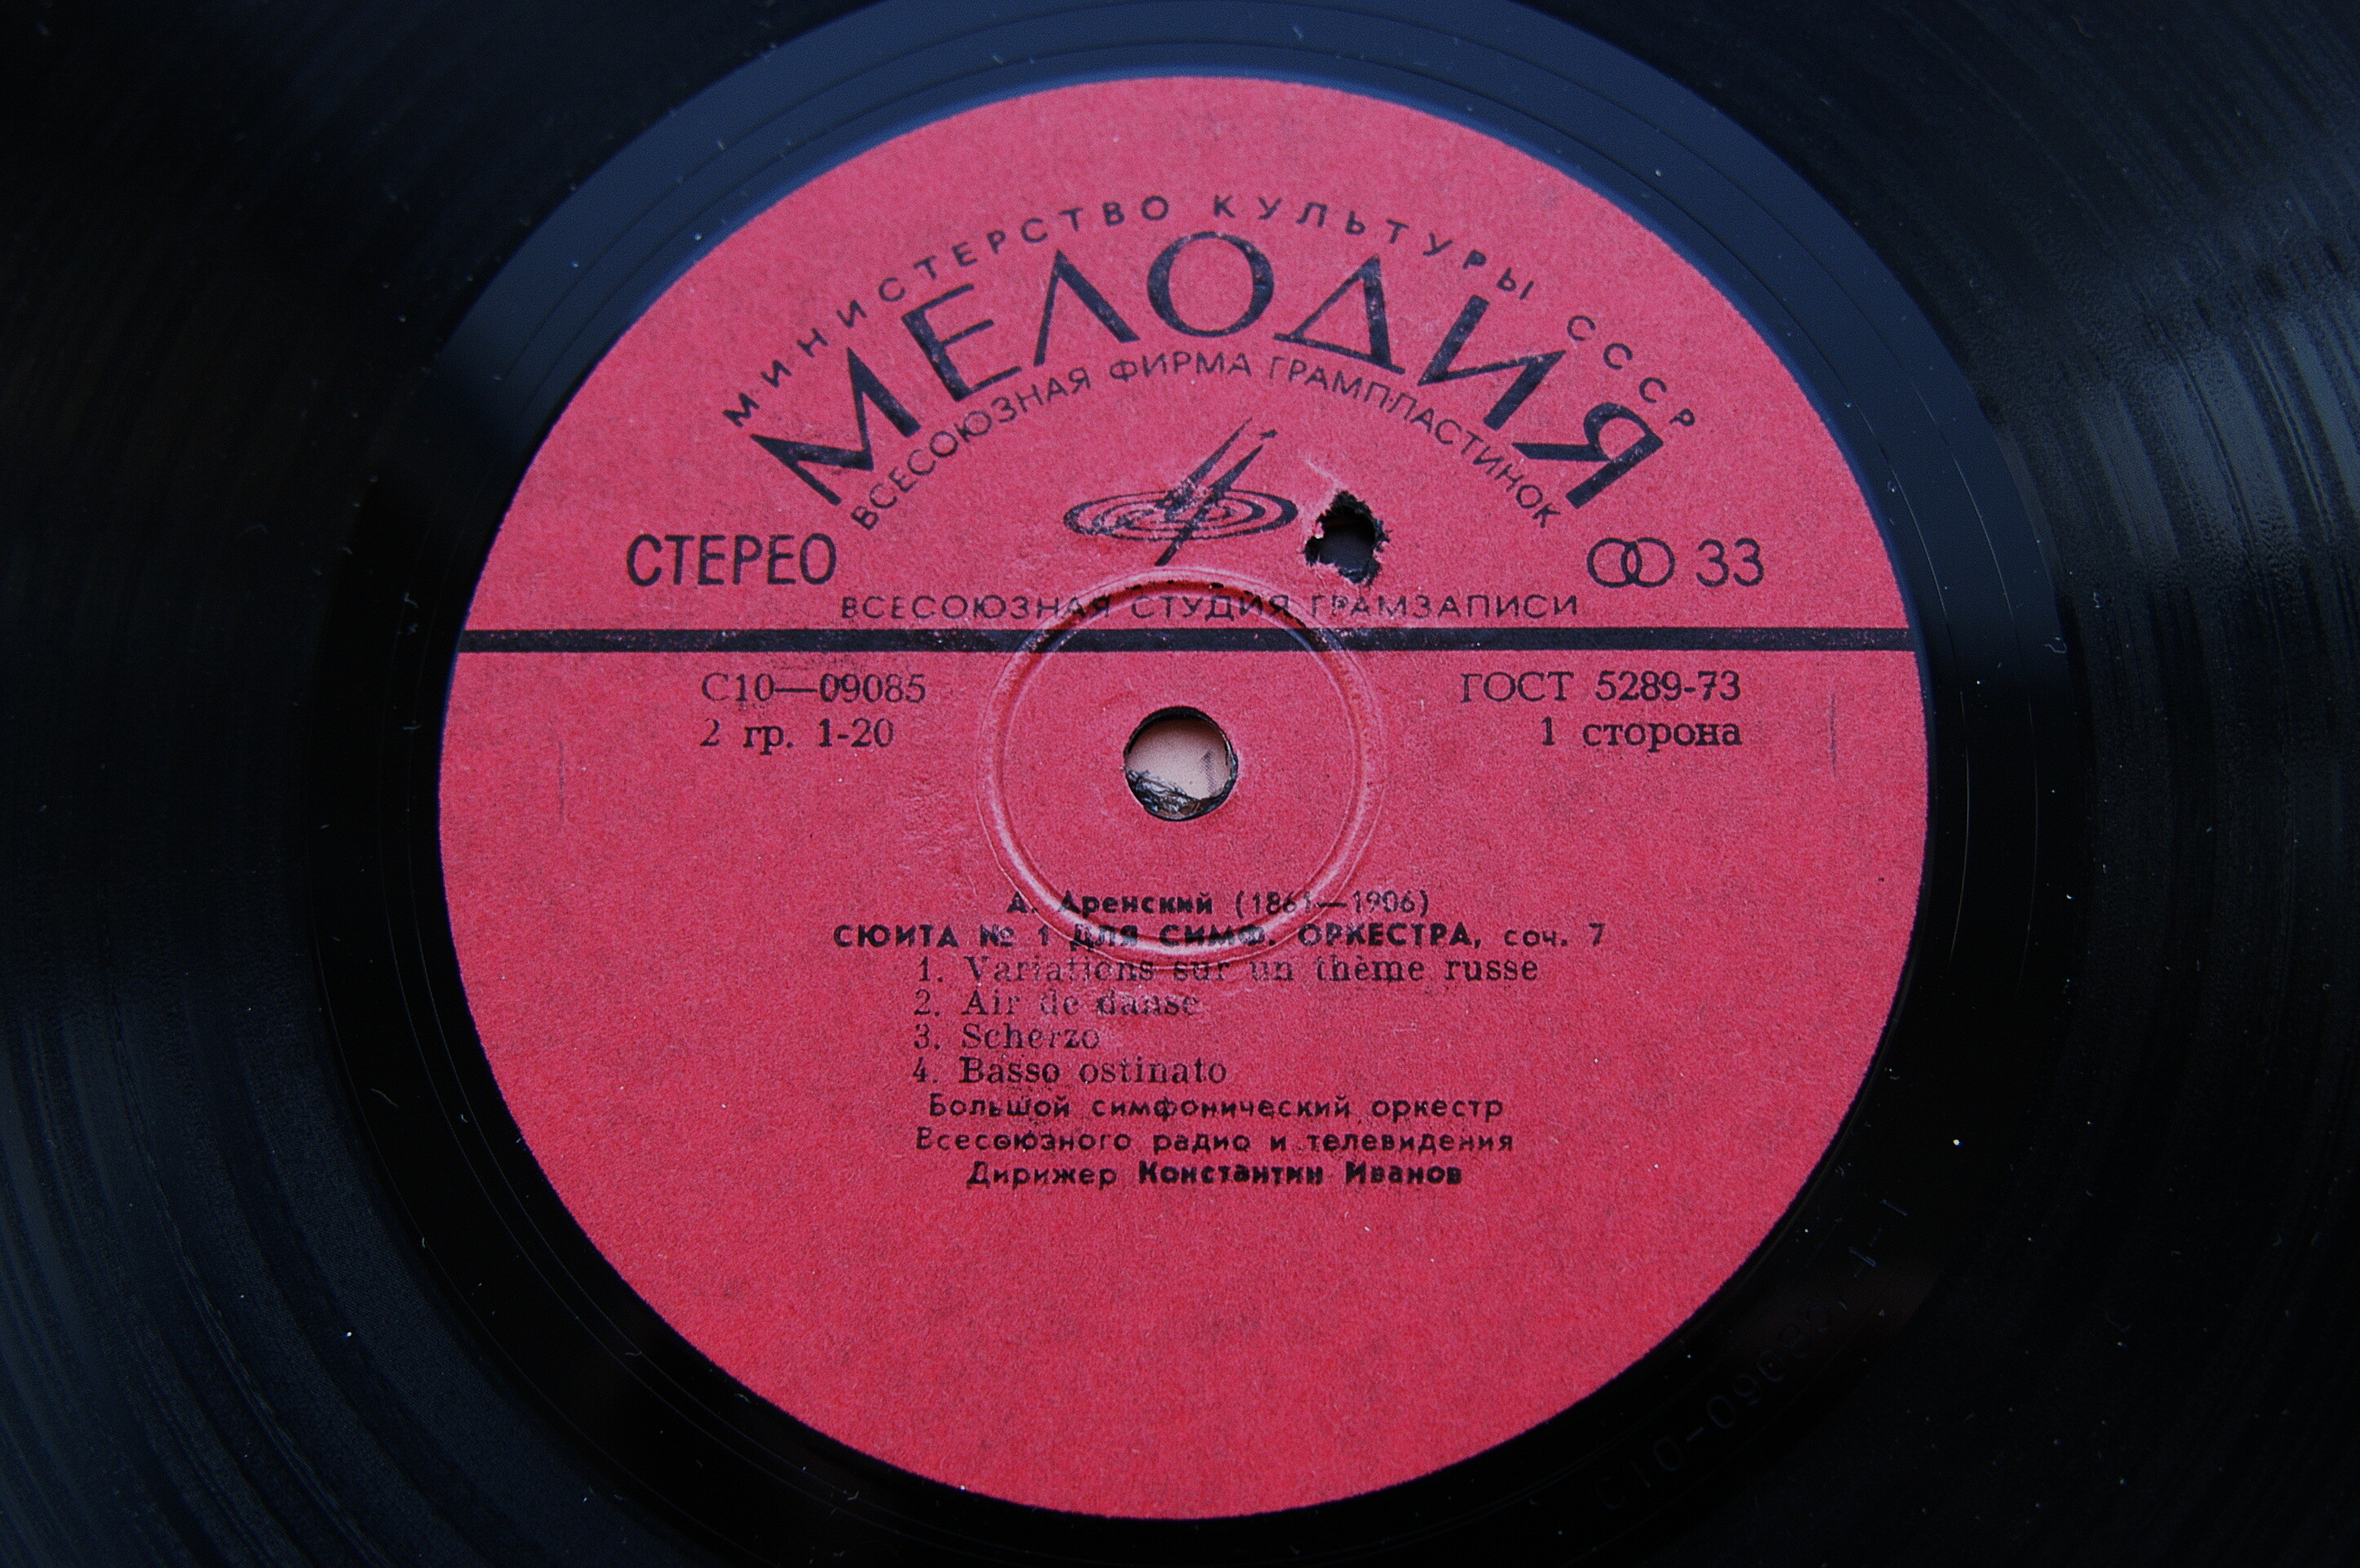 МИНИСТЕРСТВО КУЛЬТУРЫ СССР
МЕЛОДИЯ
ВСЕСОЮЗНАЯ ФИРМА ГРАМПЛАСТИНОК
СТЕРЕО
33
ВСЕСОЮЗНАЯ СТУДИЯ ГРАМЗАПИСИ
С10—09085
ГОСТ 5289-73
2 гр. 1-20
1 сторона
А. Аренский (1861—1906)
СЮИТА № 1 ДЛЯ СИМФ. ОРКЕСТРА, соч. 7
1. Variations sur un thème russe
2. Air de danse
3. Scherzo
4. Basso ostinato
Большой симфонический оркестр
Всесоюзного радио и телевидения
Дирижер Константин Иванов